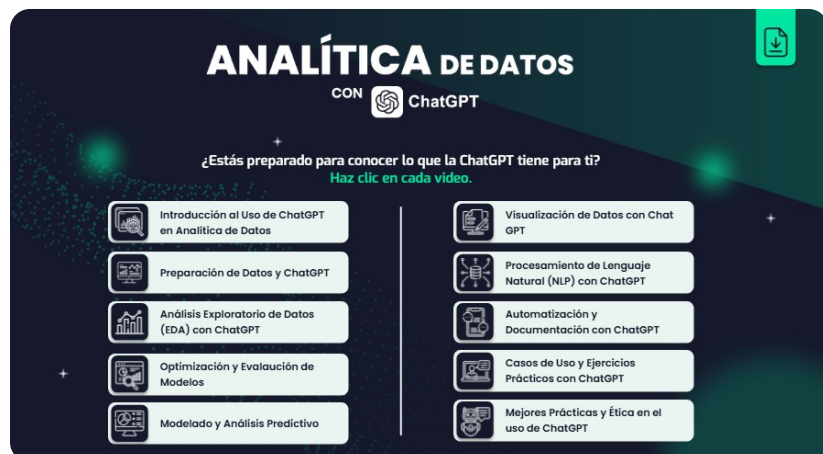 ANALÍTICA DE DATOS
CON ChatGPT
¿Estás preparado para conocer lo que la ChatGPT tiene para ti?
Haz clic en cada video.
Introducción al Uso de ChatGPT
en Analítica de Datos
Preparación de Datos y ChatGPT
Análisis Exploratorio de Datos
(EDA) con ChatGPT
Optimización y Evalaución de
Modelos
Modelado y Análisis Predictivo
Visualización de Datos con Chat
GPT
Procesamiento de Lenguaje
Natural (NLP) con ChatGPT
Automatización y
Documentación con ChatGPT
Casos de Uso y Ejercicios
Prácticos con ChatGPT
Mejores Prácticas y Ética en el
uso de ChatGPT